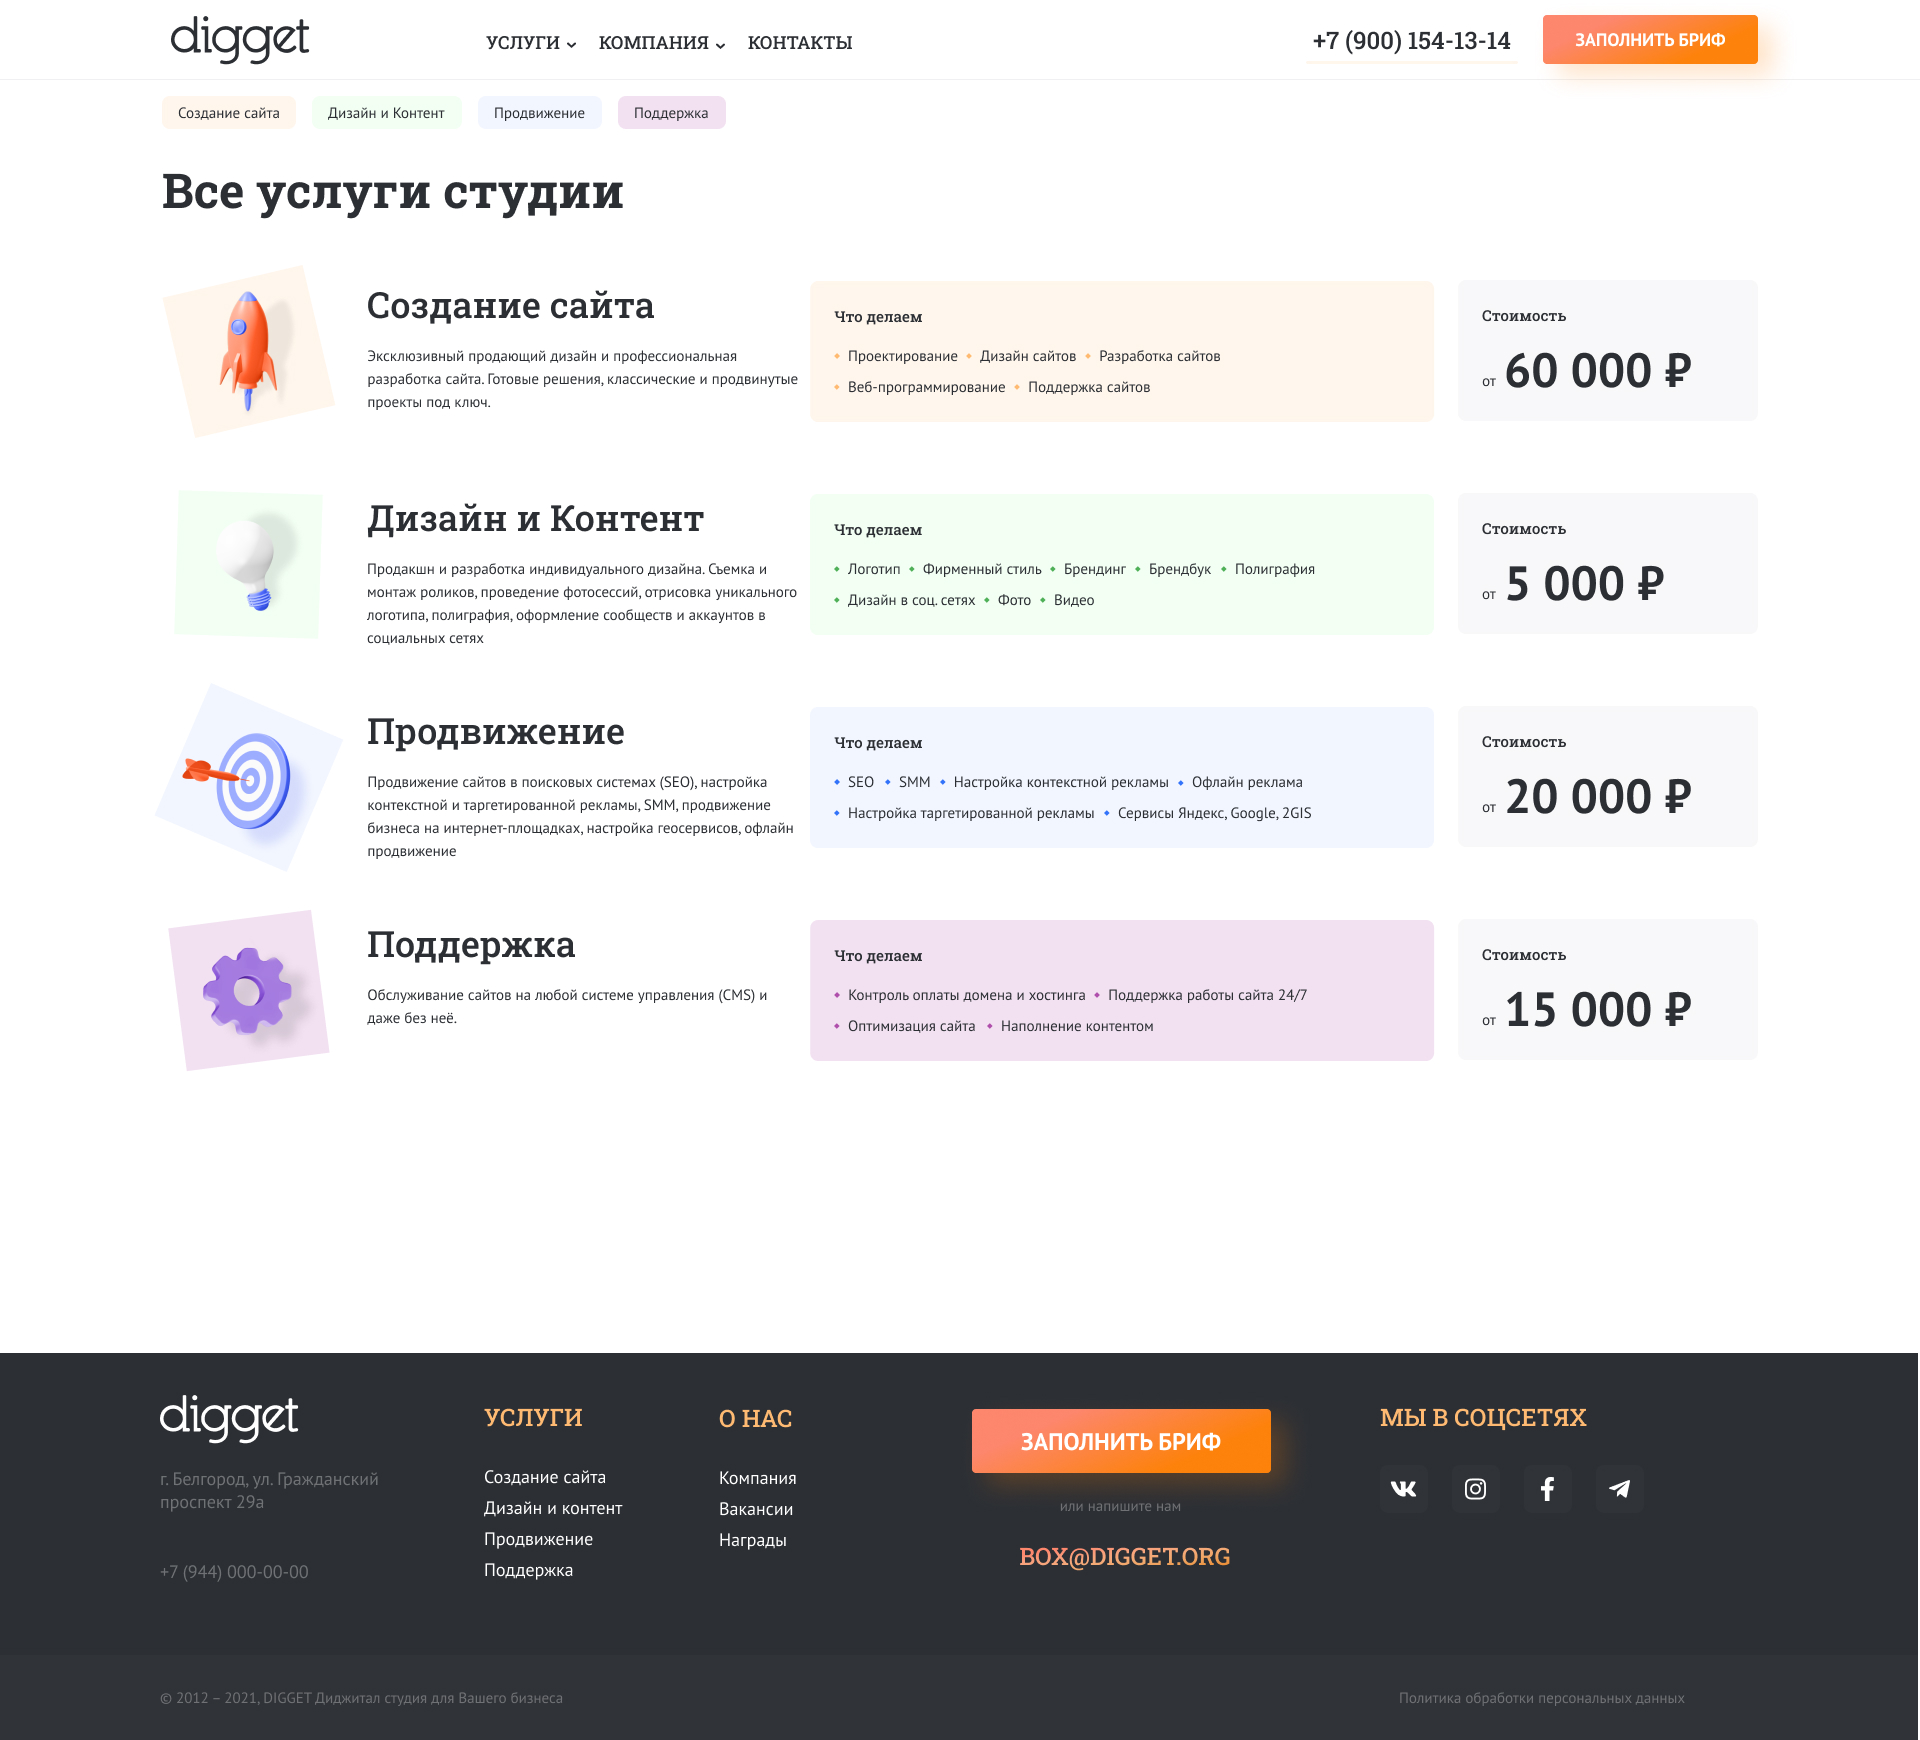 digget
УСЛУГИ
КОМПАНИЯ
КОНТАКТЫ
+7 (900) 154-13-14
ЗАПОЛНИТЬ БРИФ
Создание сайта
Дизайн и Контент
Продвижение
Поддержка
Все услуги студии
Создание сайта
Эксклюзивный продающий дизайн и профессиональная
разработка сайта. Готовые решения, классические и продвинутые
проекты под ключ.
Что делаем
Проектирование Дизайн сайтов Разработка сайтов
Веб-программирование Поддержка сайтов
Стоимость
от 60 000 ₽
Дизайн и Контент
Продакшн и разработка индивидуального дизайна. Съемка и
монтаж роликов, проведение фотосессий, отрисовка уникального
логотипа, полиграфия, оформление сообществ и аккаунтов в
социальных сетях
Что делаем
Логотип Фирменный стиль Брендинг Брендбук Полиграфия
Дизайн в соц. сетях Фото Видео
Стоимость
от 5 000 ₽
Продвижение
Продвижение сайтов в поисковых системах (SEO), настройка
контекстной и таргетированной рекламы, SMM, продвижение
бизнеса на интернет-площадках, настройка геосервисов, офлайн
продвижение
Что делаем
SEO SMM Настройка контекстной рекламы Офлайн реклама
Настройка таргетированной рекламы Сервисы Яндекс, Google, 2GIS
Стоимость
от 20 000 ₽
Поддержка
Обслуживание сайтов на любой системе управления (CMS) и
даже без неё.
Что делаем
Контроль оплаты домена и хостинга Поддержка работы сайта 24/7
Оптимизация сайта Наполнение контентом
Стоимость
от 15 000 ₽
digget
г. Белгород, ул. Гражданский
проспект 29а
+7 (944) 000-00-00
УСЛУГИ
Создание сайта
Дизайн и контент
Продвижение
Поддержка
О НАС
Компания
Вакансии
Награды
ЗАПОЛНИТЬ БРИФ
или напишите нам
BOX@DIGGET.ORG
МЫ В СОЦСЕТЯХ
© 2012 – 2021, DIGGET Диджитал студия для Вашего бизнеса
Политика обработки персональных данных